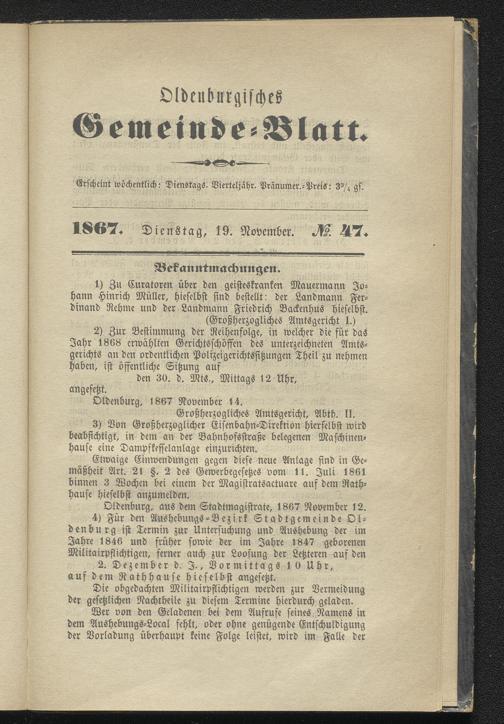 Oldenburgisches
Gemeinde-Blatt.
Erscheint wöchentlich: Dienstags. Vierteljähr. Pränumer.-Preis: 3¾ gs.
1867. Dienstag, 19. November. №. 47.
Bekanntmachungen.
1) Zu Curatoren über den geisteskranken Mauermann Jo-
hann Hinrich Müller, hieselbst sind bestellt: der Landmann Fer-
dinand Rehme und der Landmann Friedrich Backenhus hieselbst.
(Großherzogliches Amtsgericht I.)
2) Zur Bestimmung der Reihenfolge, in welcher die für das
Jahr 1868 erwählten Gerichtsschöffen des unterzeichneten Amts-
gerichts an den ordentlichen Polizeigerichtssitzungen Theil zu nehmen
haben, ist öffentliche Sitzung auf
den 30. d. Mts., Mittags 12 Uhr,
angesetzt.
Oldenburg, 1867 November 14.
Großherzogliches Amtsgericht, Abth. II.
3) Von Großherzoglicher Eisenbahn-Direktion hierselbst wird
beabsichtigt, in dem an der Bahnhofsstraße belegenen Maschinen-
hause eine Dampfkesselanlage einzurichten.
Etwaige Einwendungen gegen diese neue Anlage sind in Ge-
mäßheit Art. 21 §. 2 des Gewerbegesetzes vom 11. Juli 1861
binnen 3 Wochen bei einem der Magistratsactuare auf dem Rath-
hause hieselbst anzumelden.
Oldenburg, aus dem Stadtmagistrate, 1867 November 12.
4) Für den Aushebungs-Bezirk Stadtgemeinde Ol-
denburg ist Termin zur Untersuchung und Aushebung der im
Jahre 1846 und früher sowie der im Jahre 1847 geborenen
Militairpflichtigen, ferner auch zur Loosung der Letzteren auf den
2. Dezember d. J., Vormittags 10 Uhr,
auf dem Rathhause hieselbst angesetzt.
Die obgedachten Militairpflichtigen werden zur Vermeidung
der gesetzlichen Nachtheile zu diesem Termine hierdurch geladen.
Wer von den Geladenen bei dem Aufrufe seines Namens in
dem Aushebungs-Local fehlt, oder ohne genügende Entschuldigung
der Vorladung überhaupt keine Folge leistet, wird im Falle der